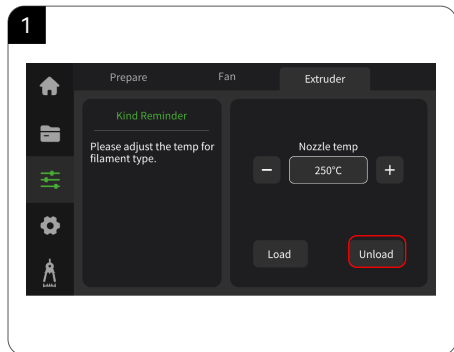 1
Prepare Fan Extruder
Kind Reminder
Please adjust the temp for
filament type.
Nozzle temp
− 250°C +
Load Unload